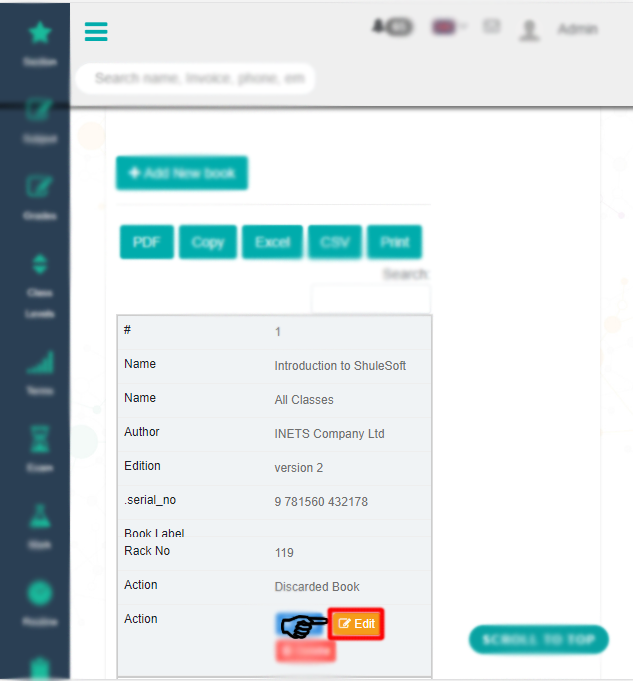 Admin
Search name, Invoice, phone, em
Section
Subject
Grades
Class
Levels
Terms
Exam
Routine
+ Add New book
PDF Copy Excel CSV Print
Search:
# 1
Name Introduction to ShuleSoft
Name All Classes
Author INETS Company Ltd
Edition version 2
.serial_no 9 781560 432178
Book Label
Rack No 119
Action Discarded Book
Action Edit
SCROLL TO TOP